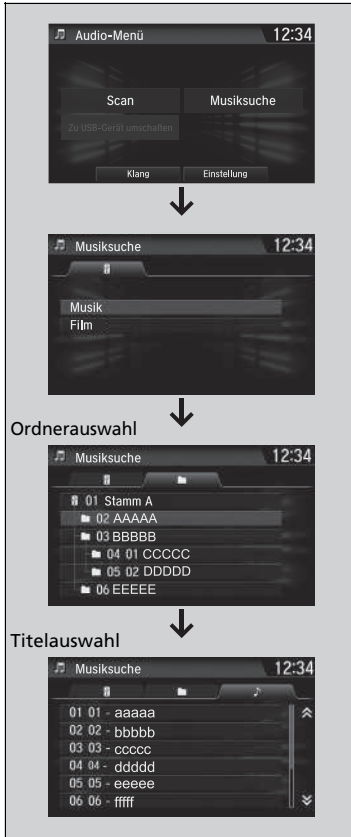 Audio-Menü 12:34
Scan Musiksuche
Zu USB-Gerät umschalten
Klang Einstellung
Musiksuche 12:34
Musik
Film
Ordnerauswahl
Musiksuche 12:34
01 Stamm A
02 AAAAA
03 BBBBB
04 01 CCCCC
05 02 DDDDD
06 EEEEE
Titelauswahl
Musiksuche 12:34
01 01 - aaaaa
02 02 - bbbbb
03 03 - ccccc
04 04 - ddddd
05 05 - eeeee
06 06 - fffff